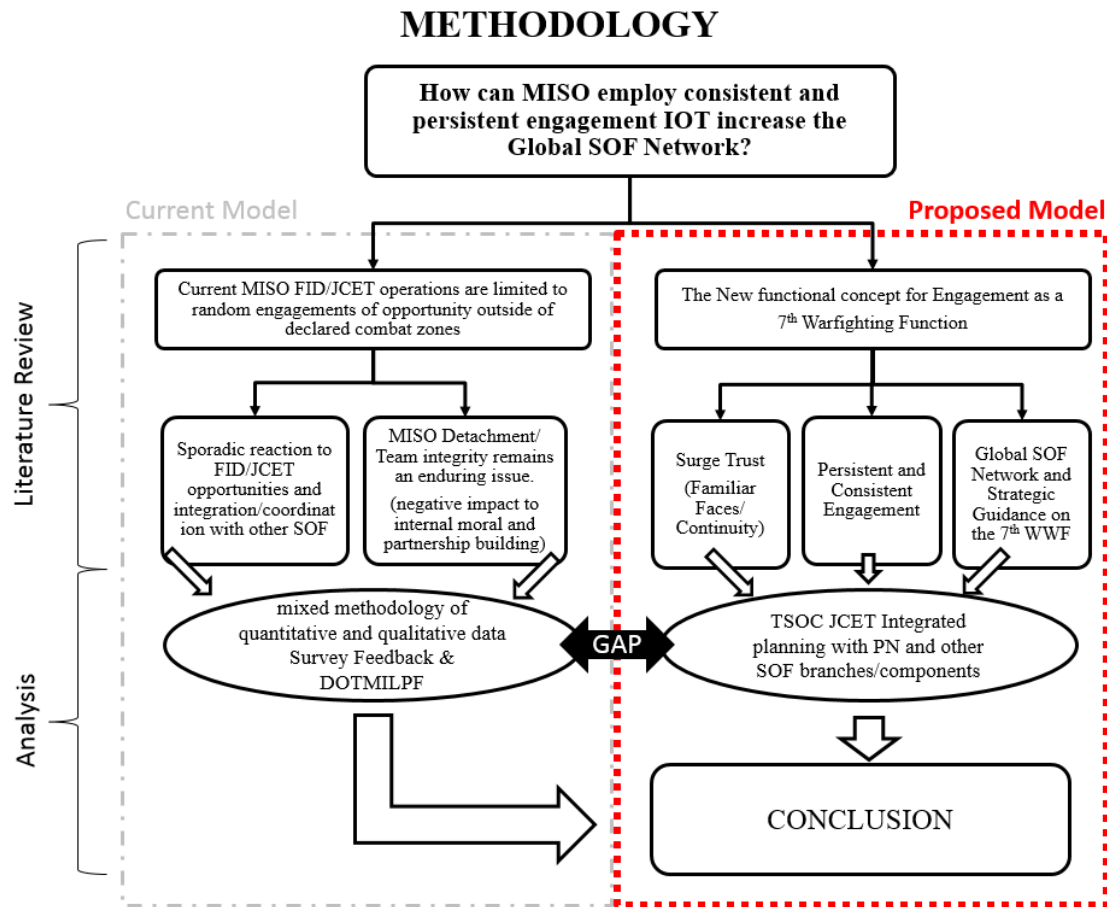 METHODOLOGY
How can MISO employ consistent and
persistent engagement IOT increase the
Global SOF Network?
Current Model
Proposed Model
Literature Review
Current MISO FID/JCET operations are limited to
random engagements of opportunity outside of
declared combat zones
The New functional concept for Engagement as a
7th Warfighting Function
Sporadic reaction to
FID/JCET
opportunities and
integration/coordinat
ion with other SOF
MISO Detachment/
Team integrity remains
an enduring issue.
(negative impact to
internal moral and
partnership building)
Surge Trust
(Familiar Faces/
Continuity)
Persistent and
Consistent
Engagement
Global SOF
Network and
Strategic
Guidance on
the 7th WWF
Analysis
mixed methodology of
quantitative and qualitative data
Survey Feedback &
DOTMILPF
GAP
TSOC JCET Integrated
planning with PN and other
SOF branches/components
CONCLUSION